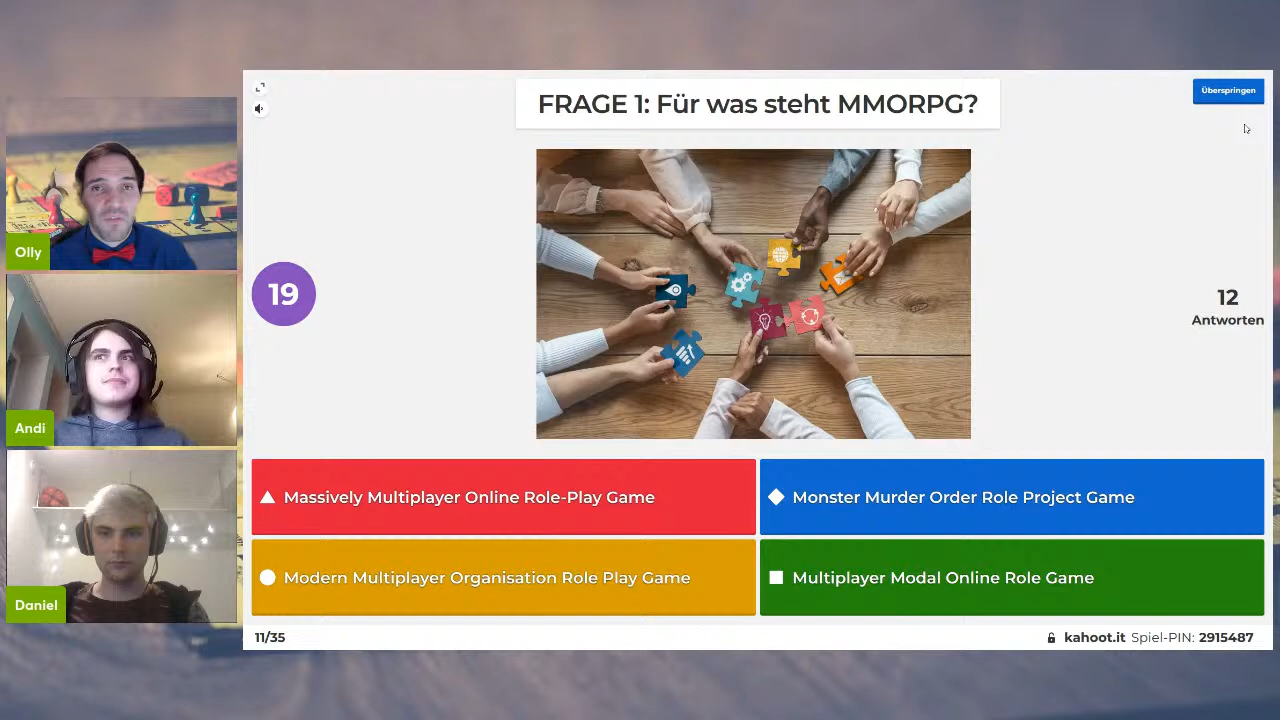 FRAGE 1: Für was steht MMORPG?
Überspringen
Olly
19
12
Antworten
Andi
Massively Multiplayer Online Role-Play Game
Monster Murder Order Role Project Game
Modern Multiplayer Organisation Role Play Game
Multiplayer Modal Online Role Game
Daniel
11/35
kahoot.it Spiel-PIN: 2915487